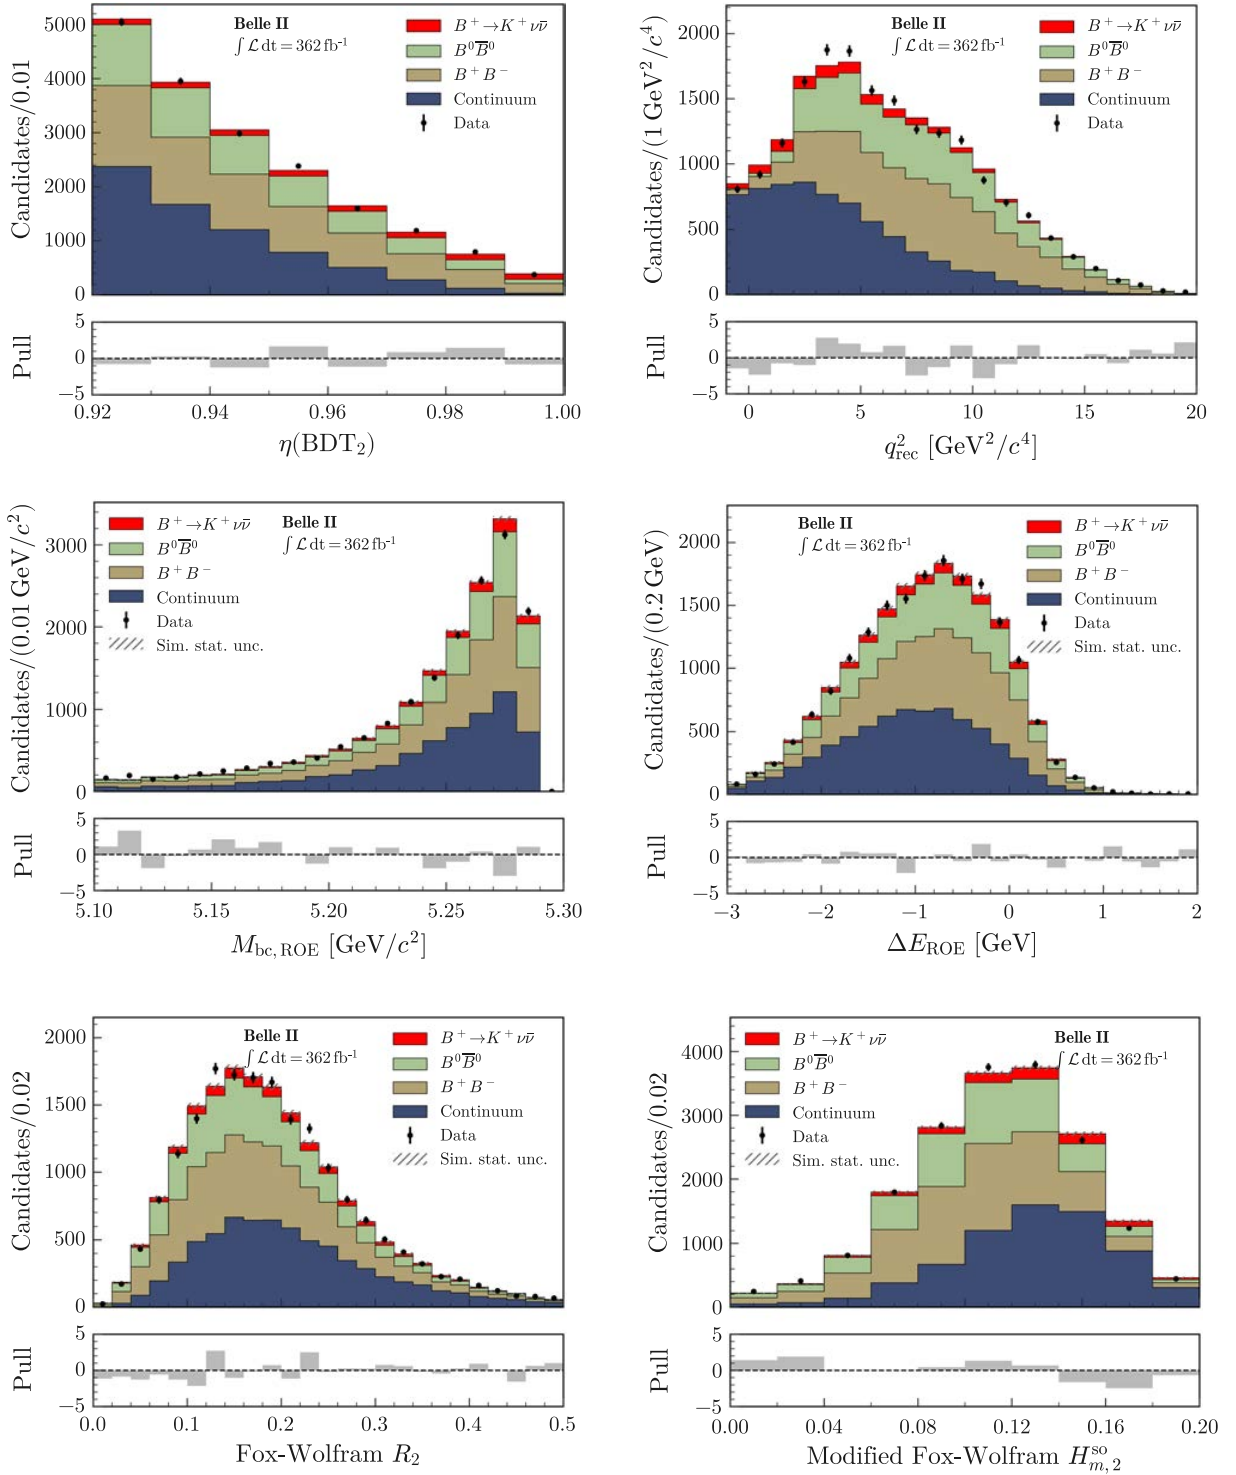 Belle II
∫ℒ dt = 362 fb⁻¹
B⁺→K⁺νν̄
B⁰B̄⁰
B⁺B⁻
Continuum
Data
Candidates/0.01
5000
4000
3000
2000
1000
0
Pull
5
0
−5
0.92 0.94 0.96 0.98 1.00
η(BDT₂)
Belle II
∫ℒ dt = 362 fb⁻¹
B⁺→K⁺νν̄
B⁰B̄⁰
B⁺B⁻
Continuum
Data
Candidates/(1 GeV²/c⁴)
2000
1500
1000
500
0
Pull
5
0
−5
0 5 10 15 20
q²rec [GeV²/c⁴]
B⁺→K⁺νν̄
B⁰B̄⁰
B⁺B⁻
Continuum
Data
Sim. stat. unc.
Belle II
∫ℒ dt = 362 fb⁻¹
Candidates/(0.01 GeV/c²)
3000
2000
1000
0
Pull
5
0
−5
5.10 5.15 5.20 5.25 5.30
M bc, ROE [GeV/c²]
Belle II
∫ℒ dt = 362 fb⁻¹
B⁺→K⁺νν̄
B⁰B̄⁰
B⁺B⁻
Continuum
Data
Sim. stat. unc.
Candidates/(0.2 GeV)
2000
1500
1000
500
0
Pull
5
0
−5
−3 −2 −1 0 1 2
ΔE ROE [GeV]
Belle II
∫ℒ dt = 362 fb⁻¹
B⁺→K⁺νν̄
B⁰B̄⁰
B⁺B⁻
Continuum
Data
Sim. stat. unc.
Candidates/0.02
2000
1500
1000
500
0
Pull
5
0
−5
0.0 0.1 0.2 0.3 0.4 0.5
Fox-Wolfram R₂
B⁺→K⁺νν̄
B⁰B̄⁰
B⁺B⁻
Continuum
Data
Sim. stat. unc.
Belle II
∫ℒ dt = 362 fb⁻¹
Candidates/0.02
4000
3000
2000
1000
0
Pull
5
0
−5
0.00 0.04 0.08 0.12 0.16 0.20
Modified Fox-Wolfram H^so_m,2